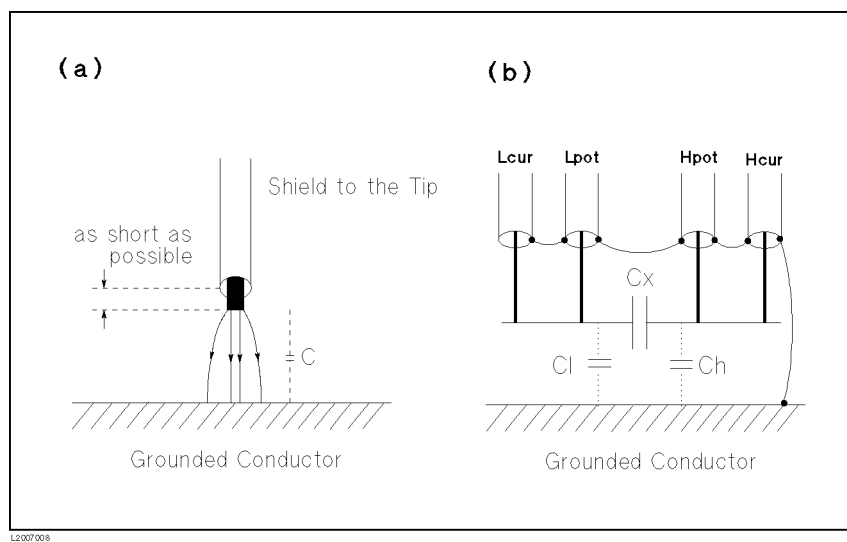 (a)
Shield to the Tip
as short as
possible
C
Grounded Conductor
(b)
Lcur Lpot Hpot Hcur
Cx
Cl Ch
Grounded Conductor
L2007008